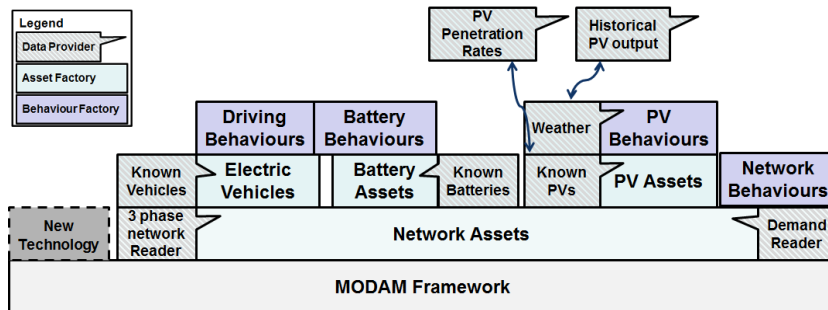 Legend
Data Provider
Asset Factory
Behaviour Factory
PV
Penetration
Rates
Historical
PV output
Driving
Behaviours
Battery
Behaviours
Weather
PV
Behaviours
Known
Vehicles
Electric
Vehicles
Battery
Assets
Known
Batteries
Known
PVs
PV Assets
Network
Behaviours
New
Technology
3 phase
network
Reader
Network Assets
Demand
Reader
MODAM Framework